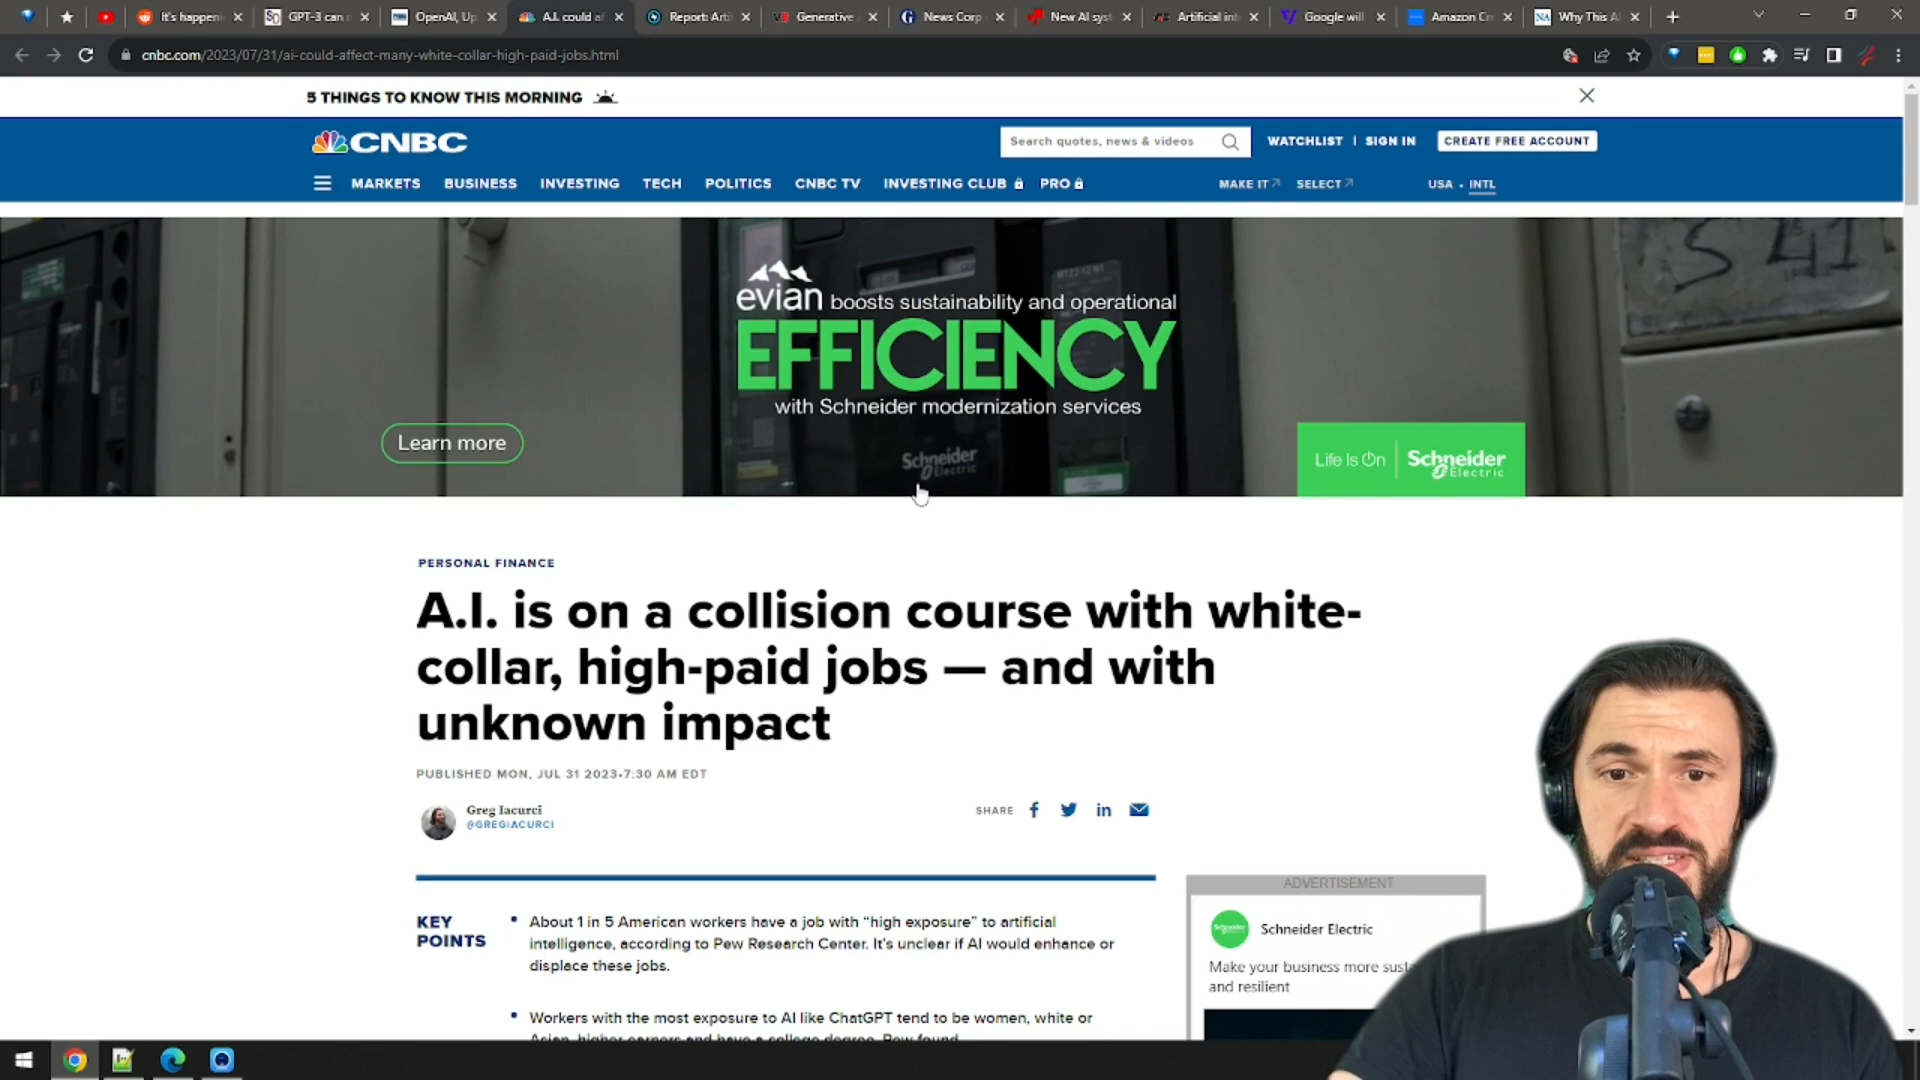 It's happeni
GPT-3 can
OpenAI, Up
A.I. could af
Report: Arti
Generative
News Corp
New AI syst
Artificial int
Google will
Amazon Cr
Why This A
cnbc.com/2023/07/31/ai-could-affect-many-white-collar-high-paid-jobs.html
5 THINGS TO KNOW THIS MORNING
CNBC
Search quotes, news & videos
WATCHLIST | SIGN IN
CREATE FREE ACCOUNT
MARKETS BUSINESS INVESTING TECH POLITICS CNBC TV INVESTING CLUB PRO
MAKE IT SELECT
USA • INTL
evian boosts sustainability and operational
EFFICIENCY
with Schneider modernization services
Learn more
Schneider
Electric
Life Is On | Schneider
Electric
S 41
PERSONAL FINANCE
A.I. is on a collision course with white-
collar, high-paid jobs — and with
unknown impact
PUBLISHED MON, JUL 31 2023•7:30 AM EDT
Greg Iacurci
@GREGIACURCI
SHARE
KEY
POINTS
• About 1 in 5 American workers have a job with “high exposure” to artificial
intelligence, according to Pew Research Center. It’s unclear if AI would enhance or
displace these jobs.
• Workers with the most exposure to AI like ChatGPT tend to be women, white or
Asian, higher earners and have a college degree, Pew found.
ADVERTISEMENT
Schneider Electric
Make your business more sust
and resilient